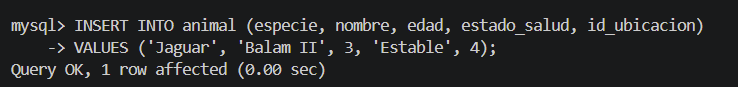 mysql> INSERT INTO animal (especie, nombre, edad, estado_salud, id_ubicacion)
    -> VALUES ('Jaguar', 'Balam II', 3, 'Estable', 4);
Query OK, 1 row affected (0.00 sec)